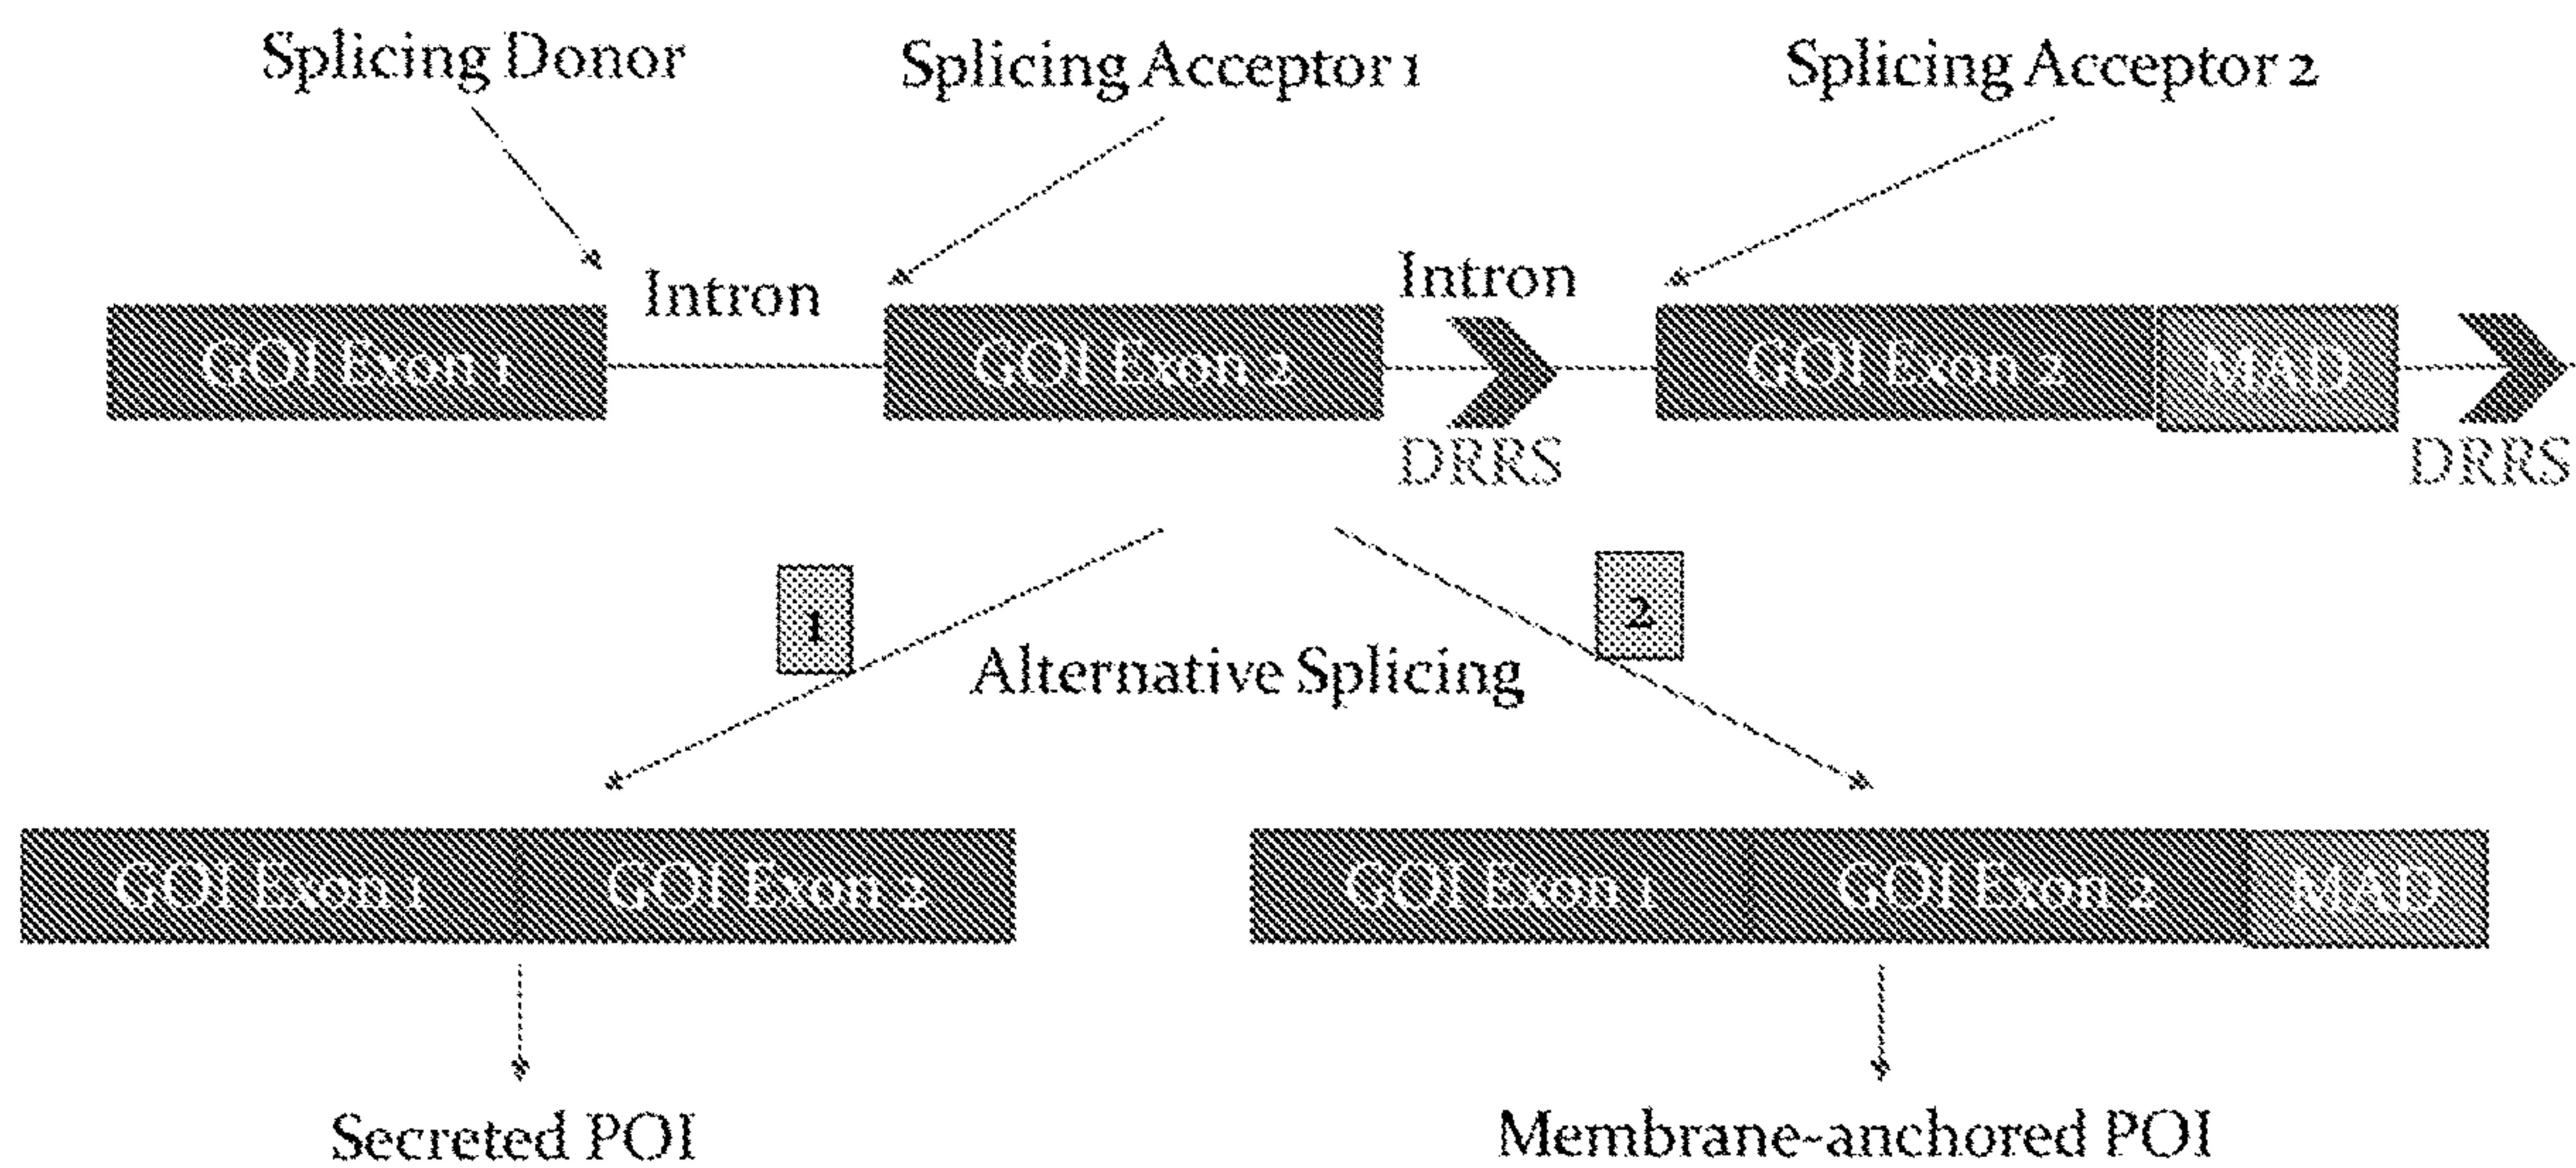 Splicing Donor
Splicing Acceptor 1
Splicing Acceptor 2
Intron
Intron
GOI Exon 1
GOI Exon 2
GOI Exon 2
MAD
DRRS
DRRS
1
2
Alternative Splicing
GOI Exon 1
GOI Exon 2
GOI Exon 1
GOI Exon 2
MAD
Secreted POI
Membrane-anchored POI